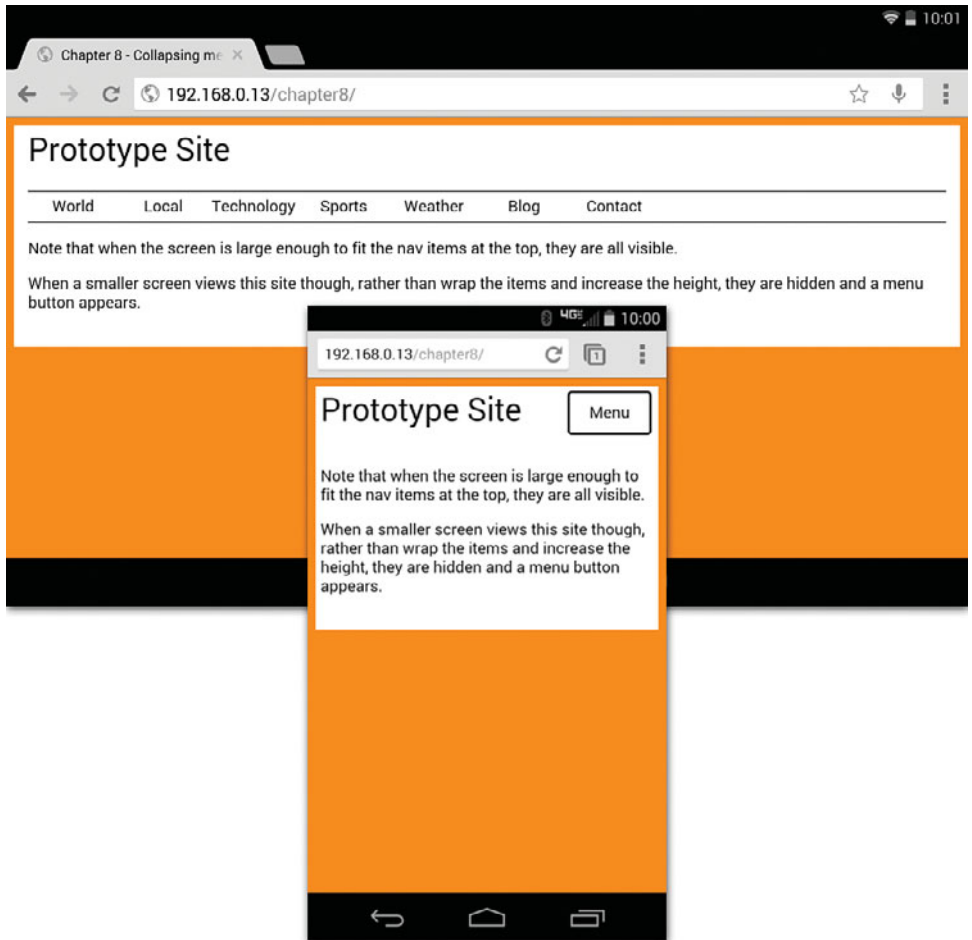 10:01
Chapter 8 - Collapsing me
192.168.0.13/chapter8/
Prototype Site
World Local Technology Sports Weather Blog Contact
Note that when the screen is large enough to fit the nav items at the top, they are all visible.
When a smaller screen views this site though, rather than wrap the items and increase the height, they are hidden and a menu
button appears.
4G 10:00
192.168.0.13/chapter8/
1
Prototype Site
Menu
Note that when the screen is large enough to
fit the nav items at the top, they are all visible.
When a smaller screen views this site though,
rather than wrap the items and increase the
height, they are hidden and a menu button
appears.